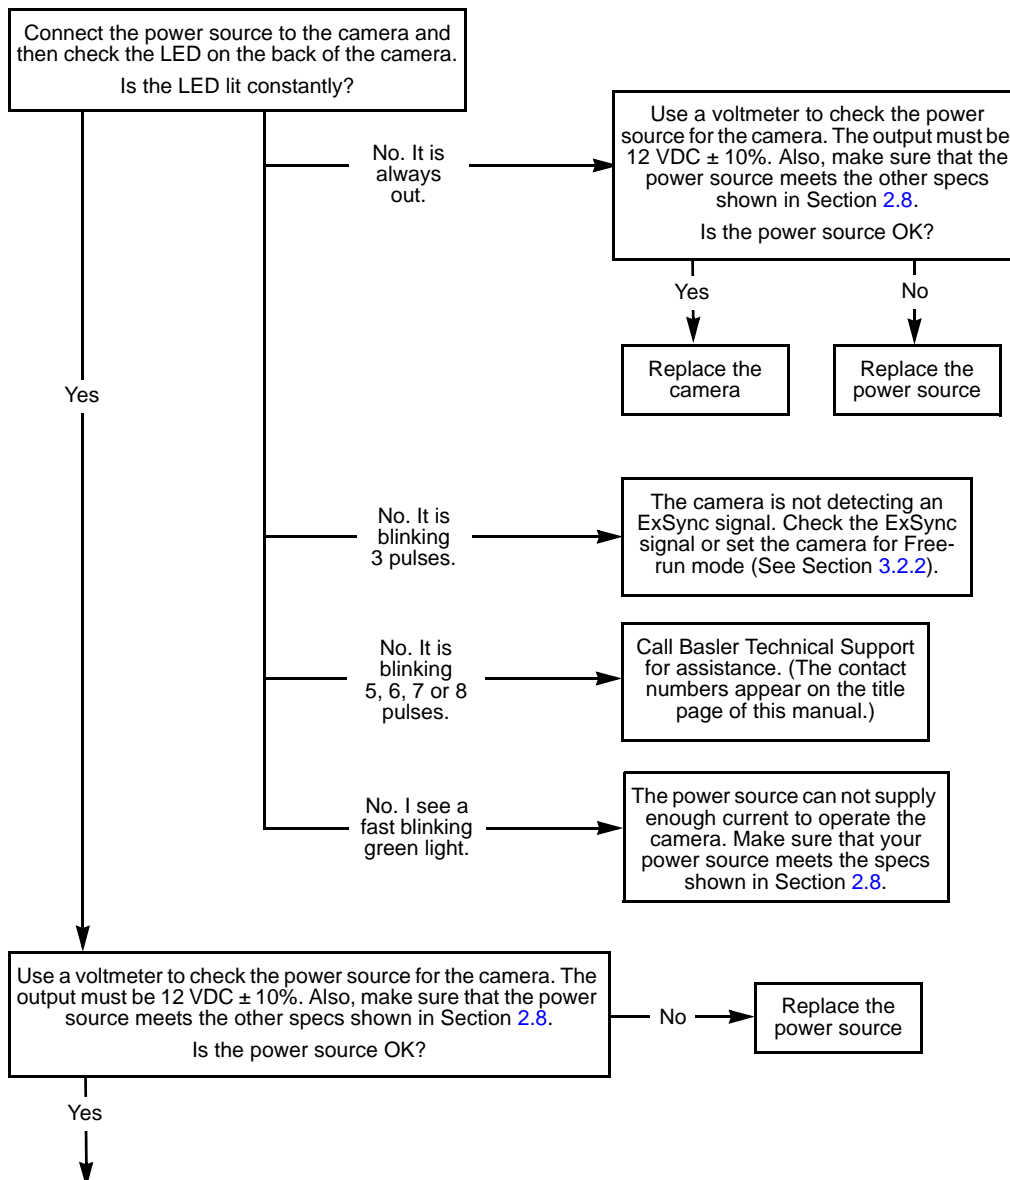 Connect the power source to the camera and
then check the LED on the back of the camera.
Is the LED lit constantly?
No. It is
always
out.
Use a voltmeter to check the power
source for the camera. The output must be
12 VDC ± 10%. Also, make sure that the
power source meets the other specs
shown in Section 2.8.
Is the power source OK?
Yes
No
Replace the
camera
Replace the
power source
Yes
No. It is
blinking
3 pulses.
The camera is not detecting an
ExSync signal. Check the ExSync
signal or set the camera for Free-
run mode (See Section 3.2.2).
No. It is
blinking
5, 6, 7 or 8
pulses.
Call Basler Technical Support
for assistance. (The contact
numbers appear on the title
page of this manual.)
No. I see a
fast blinking
green light.
The power source can not supply
enough current to operate the
camera. Make sure that your
power source meets the specs
shown in Section 2.8.
Use a voltmeter to check the power source for the camera. The
output must be 12 VDC ± 10%. Also, make sure that the power
source meets the other specs shown in Section 2.8.
Is the power source OK?
No
Replace the
power source
Yes